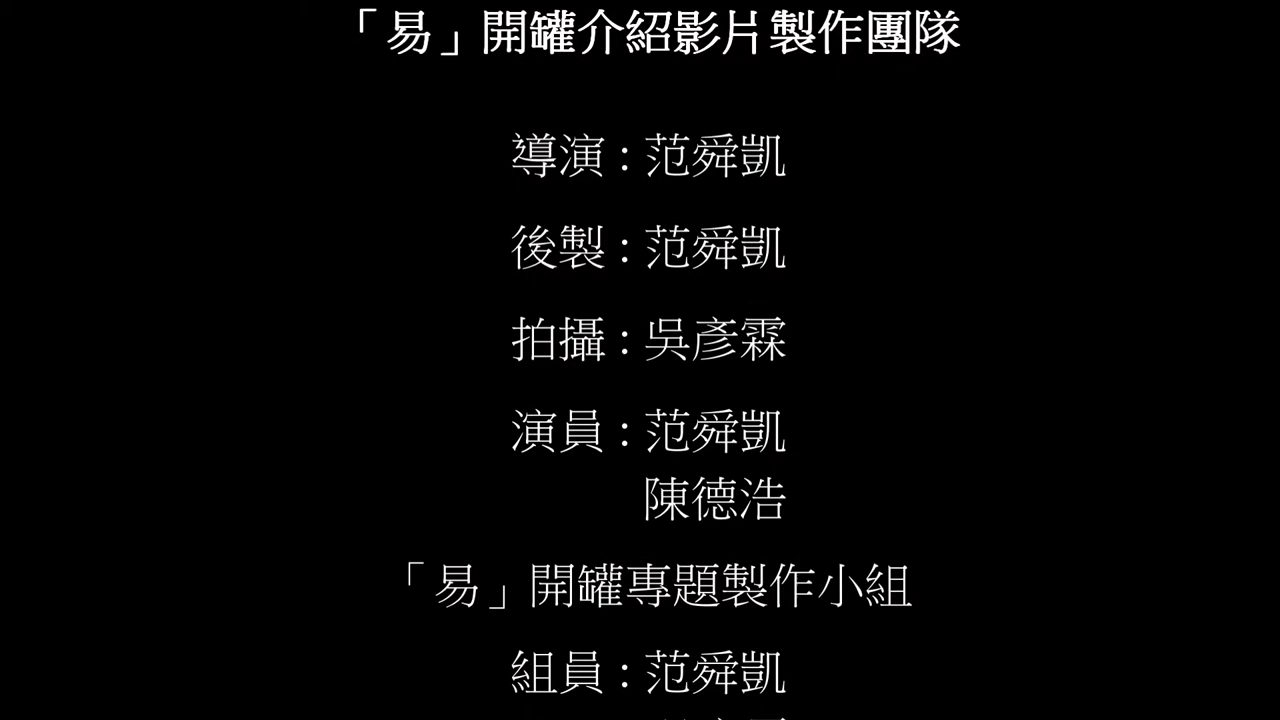 「易」開罐介紹影片製作團隊
導演：范舜凱
後製：范舜凱
拍攝：吳彥霖
演員：范舜凱
陳德浩
「易」開罐專題製作小組
組員：范舜凱